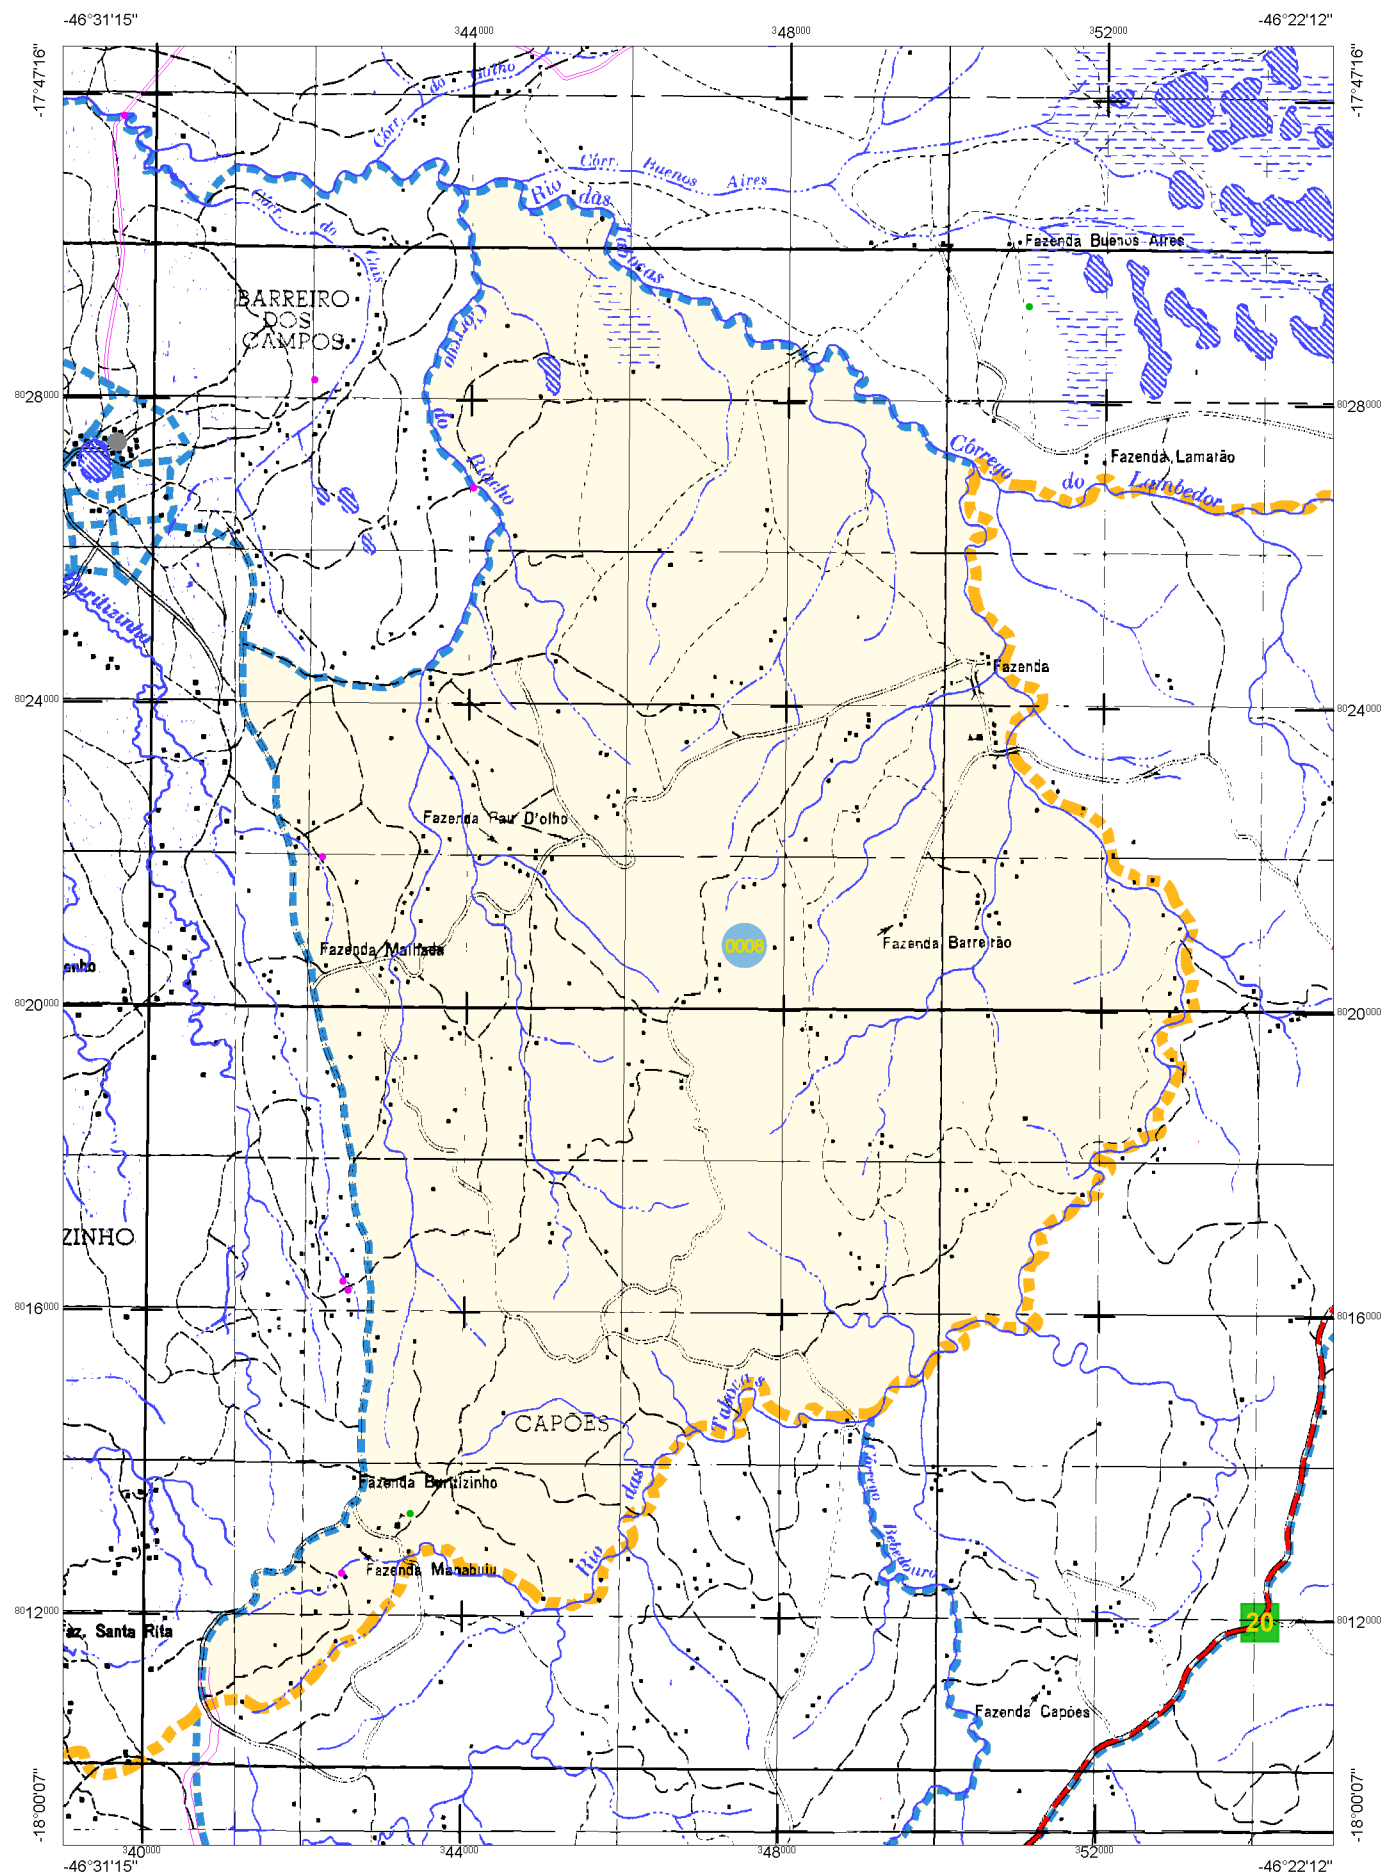 -46°31'15"
344000
348000
352000
-46°22'12"
-17°47'16"
-17°47'16"
Córr. do Galho
Córr. Buenos Aires
Rio das Tabocas
Córr. do Cuis
Fazenda Buenos Aires
BARREIRO
DOS
CAMPOS
Córrego do Riacho
8028000
8028000
Córrego do Lambedor
Fazenda Lamarão
Buritizinho
Fazenda
8024000
8024000
Fazenda Pau D'olho
0008
Fazenda Barreirão
Fazenda Malhada
8020000
8020000
ZINHO
8016000
8016000
CAPÕES
Rio das Tabocas
Fazenda Buritizinho
Córrego Bebedouro
Fazenda Manabuiu
8012000
8012000
az. Santa Rita
20
Fazenda Capões
-18°00'07"
-18°00'07"
340000
344000
348000
352000
-46°31'15"
-46°22'12"